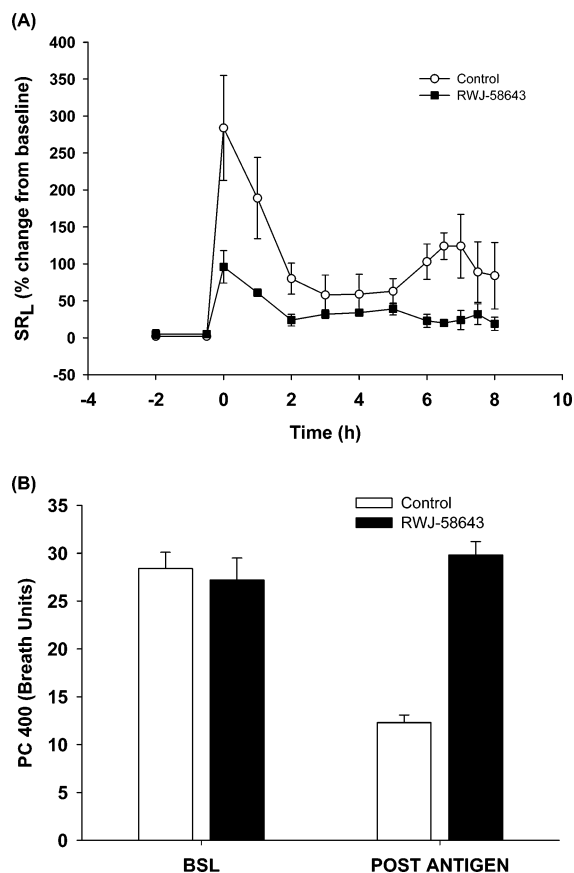 (A)
SRL (% change from baseline)
400
350
300
250
200
150
100
50
0
-50
Control
RWJ-58643
-4
-2
0
2
4
6
8
10
Time (h)
(B)
PC 400 (Breath Units)
35
30
25
20
15
10
5
0
Control
RWJ-58643
BSL
POST ANTIGEN